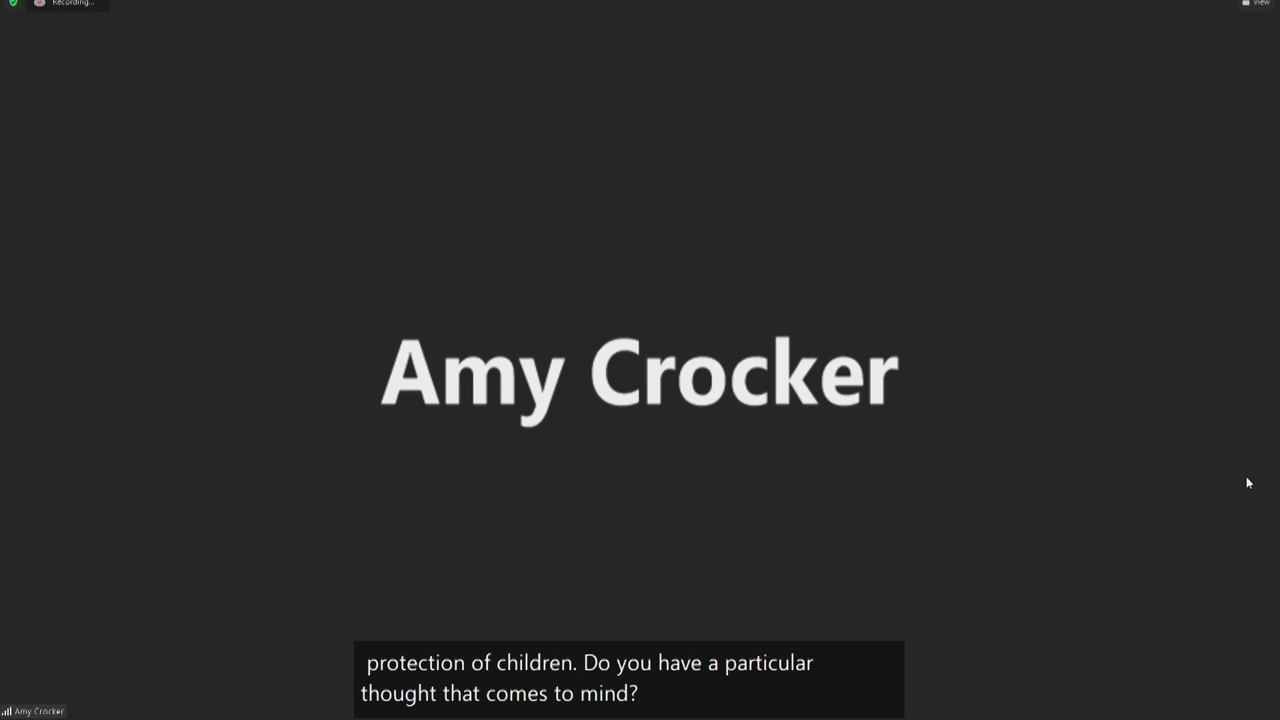 Recording...
View
Amy Crocker
protection of children. Do you have a particular
thought that comes to mind?
Amy Crocker